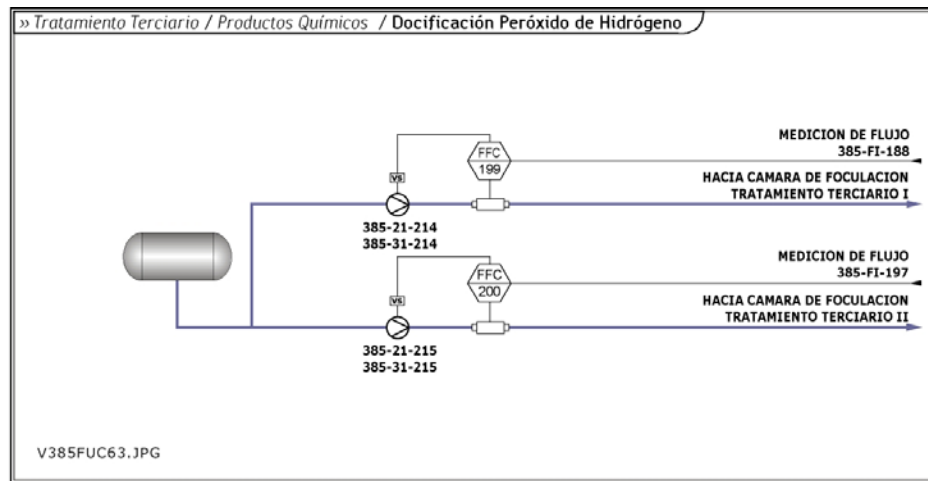 » Tratamiento Terciario / Productos Químicos / Docificación Peróxido de Hidrógeno
MEDICION DE FLUJO
385-FI-188
FFC
199
VS
HACIA CAMARA DE FOCULACION
TRATAMIENTO TERCIARIO I
385-21-214
385-31-214
MEDICION DE FLUJO
385-FI-197
FFC
200
VS
HACIA CAMARA DE FOCULACION
TRATAMIENTO TERCIARIO II
385-21-215
385-31-215
V385FUC63.JPG